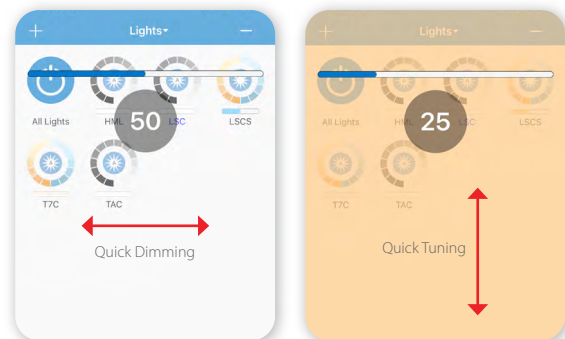 Lights
50
All Lights
HML
LSC
LSCS
T7C
TAC
Quick Dimming
Lights
25
All Lights
HML
LSC
LSCS
T7C
TAC
Quick Tuning